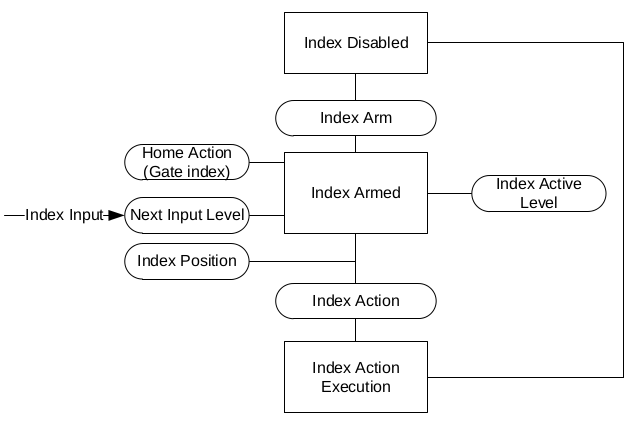 Index Disabled
Index Arm
Home Action
(Gate index)
Index Armed
Index Active
Level
Index Input
Next Input Level
Index Position
Index Action
Index Action
Execution